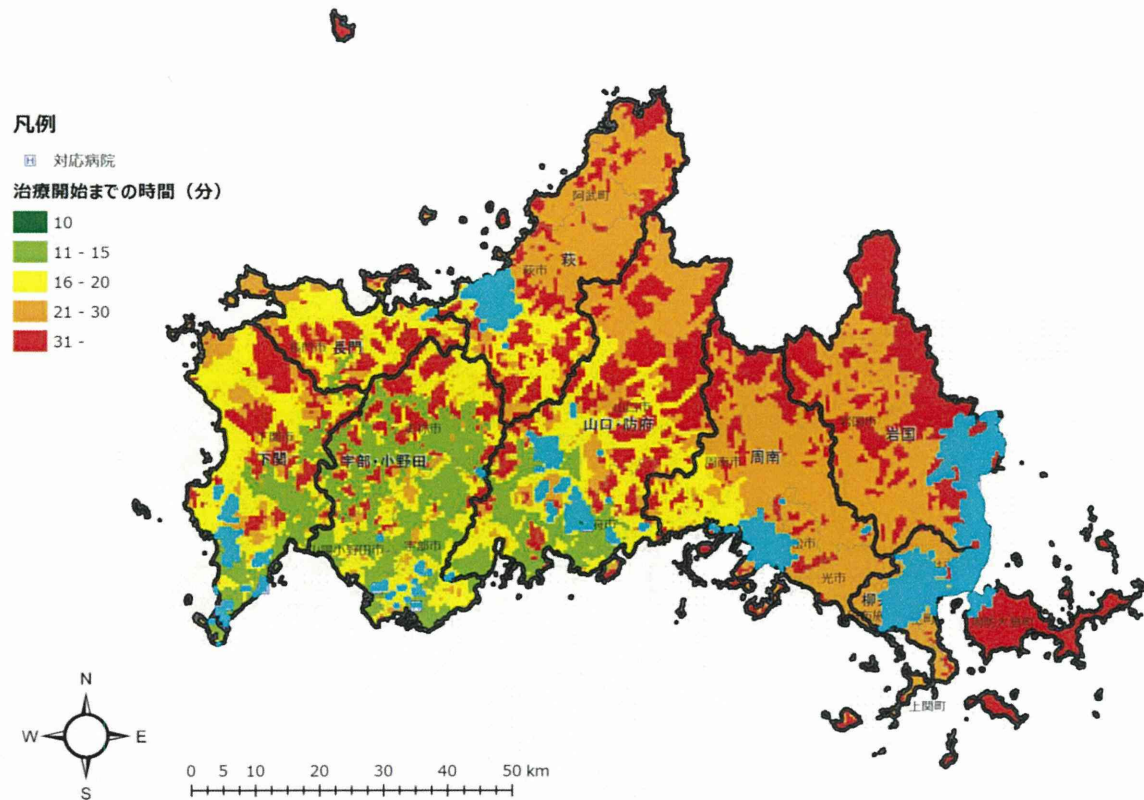 凡例
対応病院
治療開始までの時間（分）
10
11 - 15
16 - 20
21 - 30
31 -
阿武町
萩市
萩
長門
山口・防府
下関
宇部・小野田
周南市
周南
岩国
宇部市
光市
柳
上関町
N
W
E
S
0 5 10 20 30 40 50 km